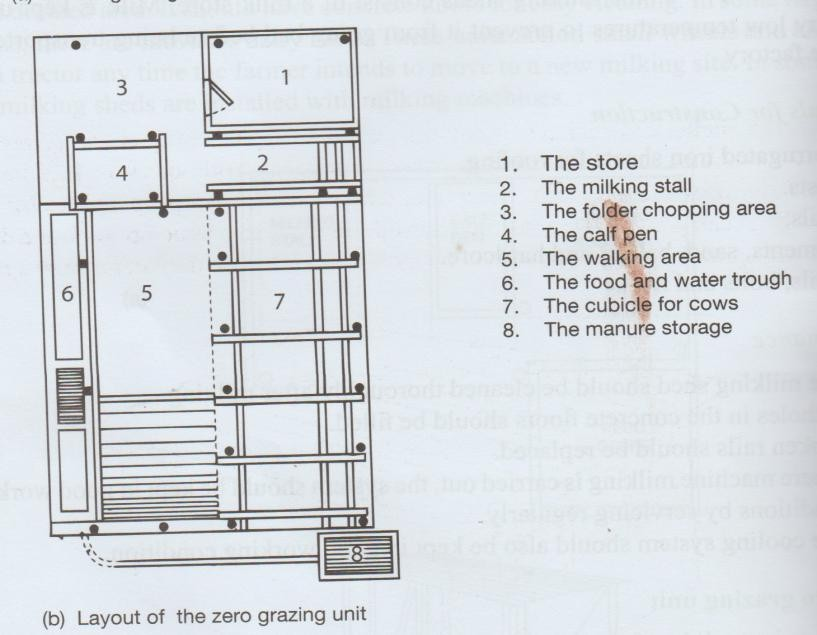 3
1
2
4
6
5
7
8
1. The store
2. The milking stall
3. The folder chopping area
4. The calf pen
5. The walking area
6. The food and water trough
7. The cubicle for cows
8. The manure storage
(b) Layout of the zero grazing unit